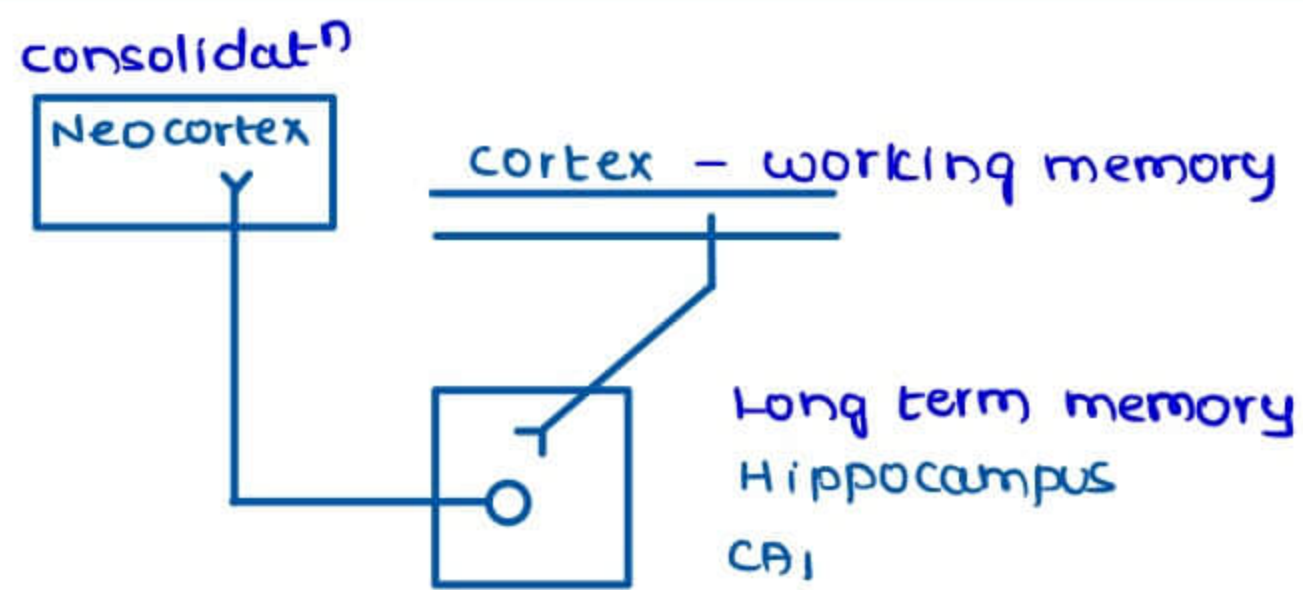 consolidatⁿ
Neocortex
cortex – working memory
Long term memory
Hippocampus
CA₁